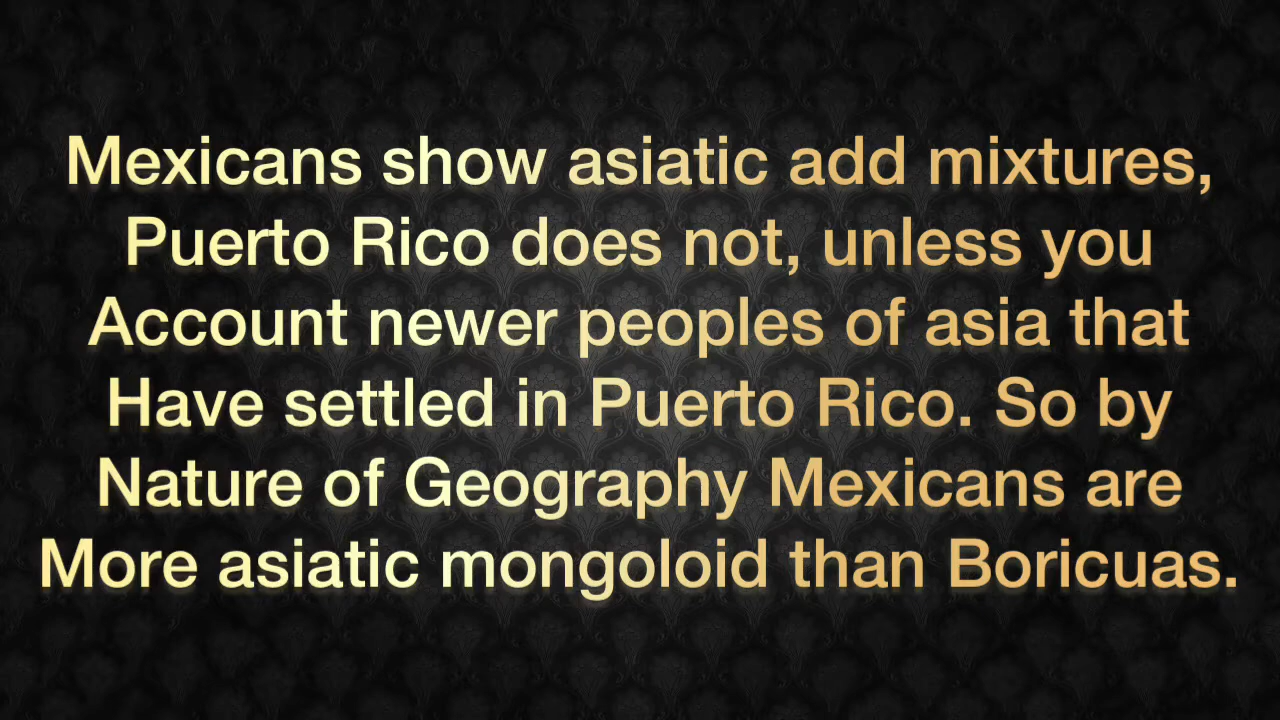 Mexicans show asiatic add mixtures,
Puerto Rico does not, unless you
Account newer peoples of asia that
Have settled in Puerto Rico. So by
Nature of Geography Mexicans are
More asiatic mongoloid than Boricuas.